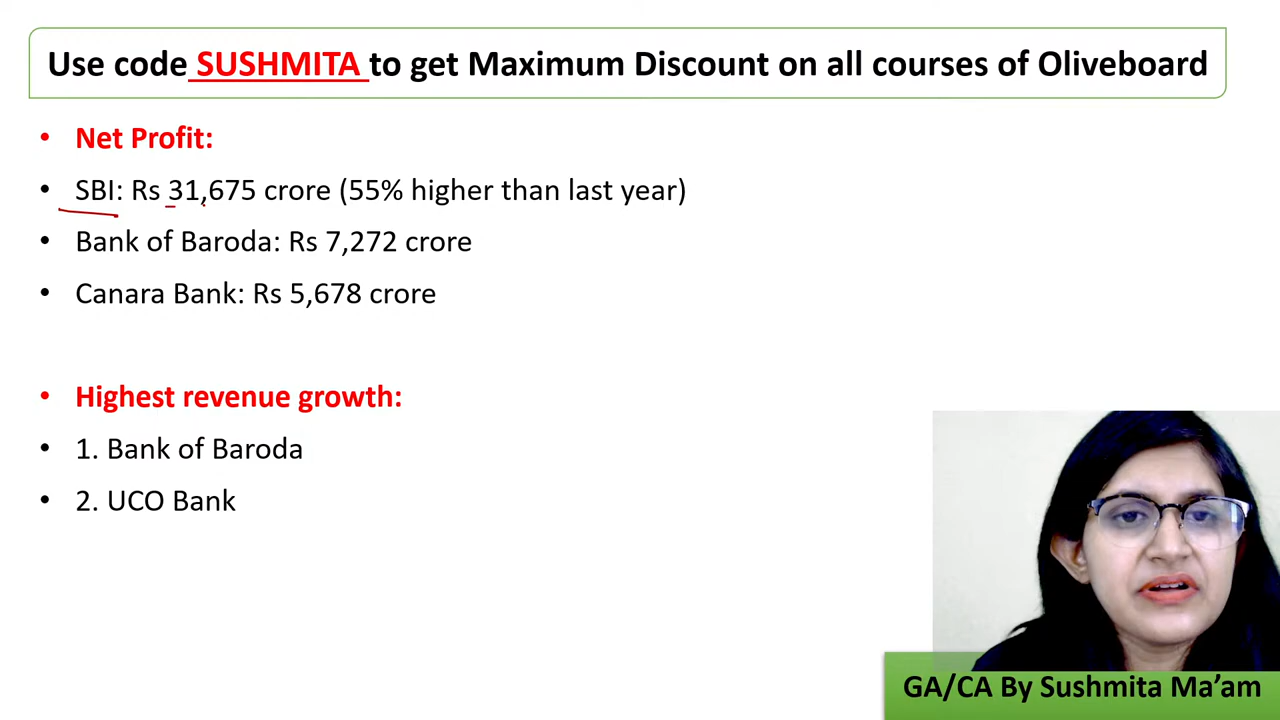 Use code SUSHMITA to get Maximum Discount on all courses of Oliveboard
• Net Profit:
• SBI: Rs 31,675 crore (55% higher than last year)
• Bank of Baroda: Rs 7,272 crore
• Canara Bank: Rs 5,678 crore
• Highest revenue growth:
• 1. Bank of Baroda
• 2. UCO Bank
GA/CA By Sushmita Ma’am